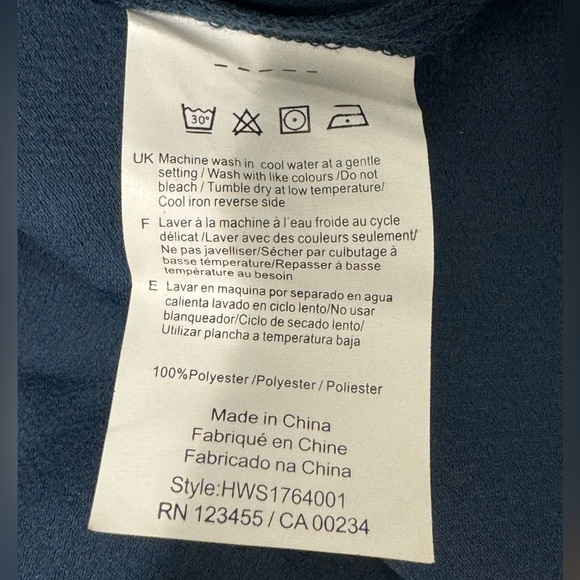 30°
UK Machine wash in cool water at a gentle
setting / Wash with like colours /Do not
bleach / Tumble dry at low temperature/
Cool iron reverse side
F Laver à la machine à l'eau froide au cycle
délicat /Laver avec des couleurs seulement/
Ne pas javelliser/Sécher par culbutage à
basse témperature/Repasser à basse
température au besoin
E Lavar en maquina por separado en agua
calienta lavado en ciclo lento/No usar
blanqueador/Ciclo de secado lento/
Utilizar plancha a temperatura baja
100%Polyester /Polyester / Poliester
Made in China
Fabriqué en Chine
Fabricado na China
Style:HWS1764001
RN 123455 / CA 00234